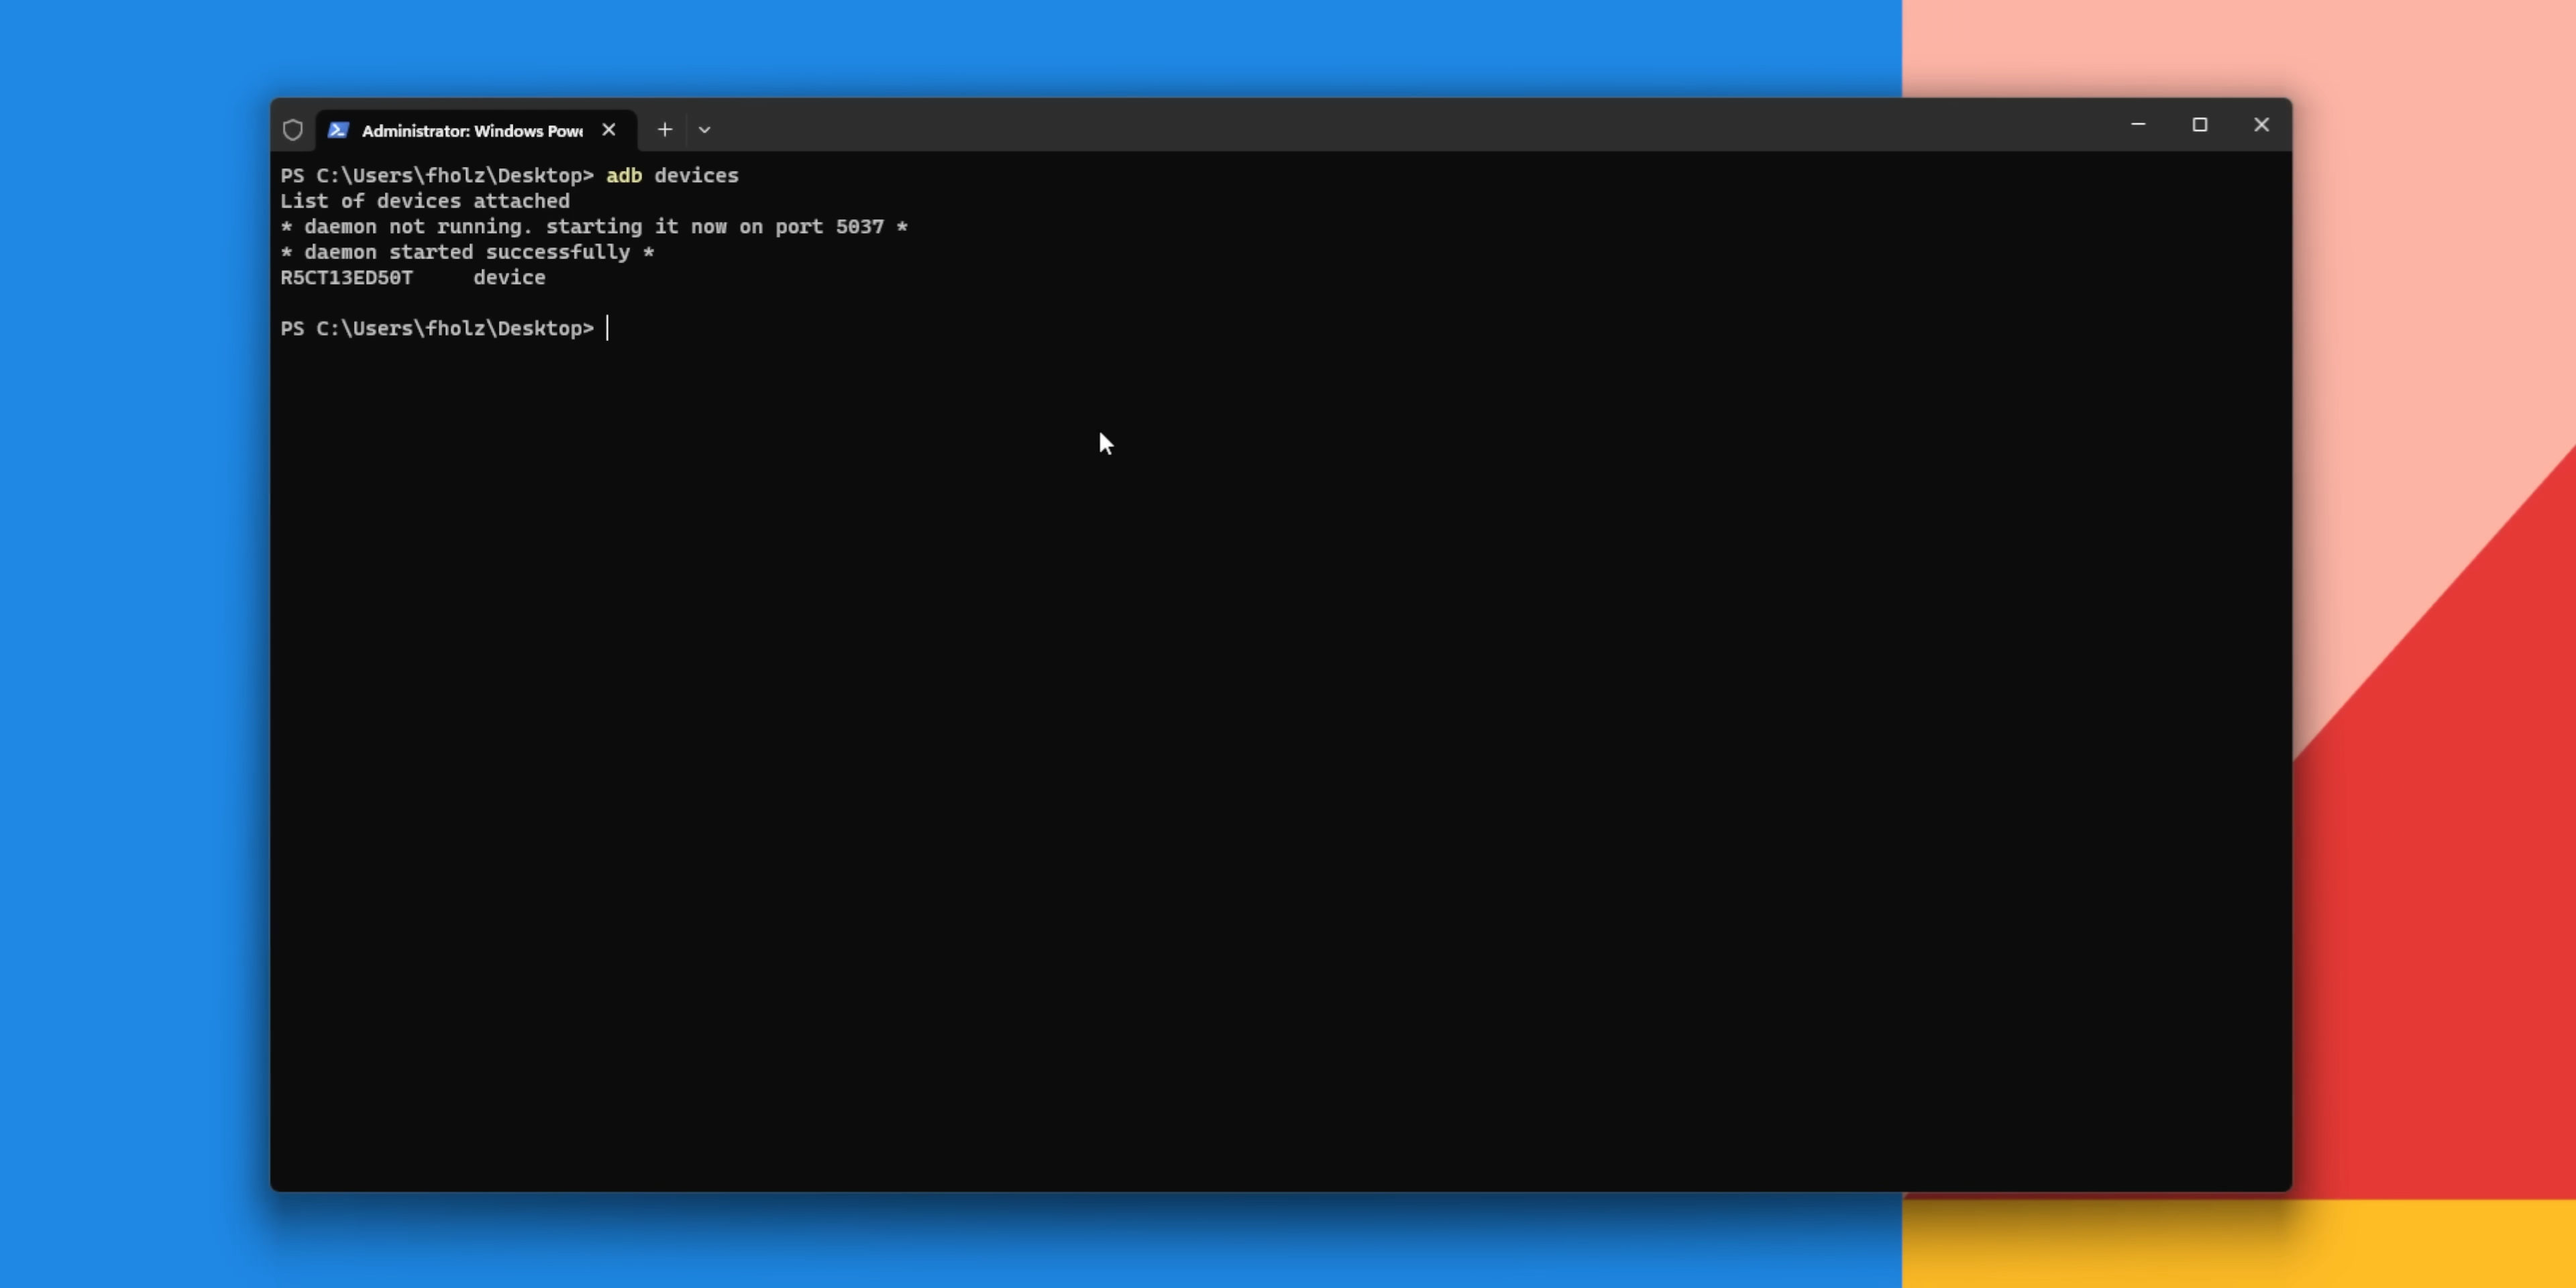 Administrator: Windows Powe
PS C:\Users\fholz\Desktop> adb devices
List of devices attached
* daemon not running. starting it now on port 5037 *
* daemon started successfully *
R5CT13ED50T     device
PS C:\Users\fholz\Desktop>